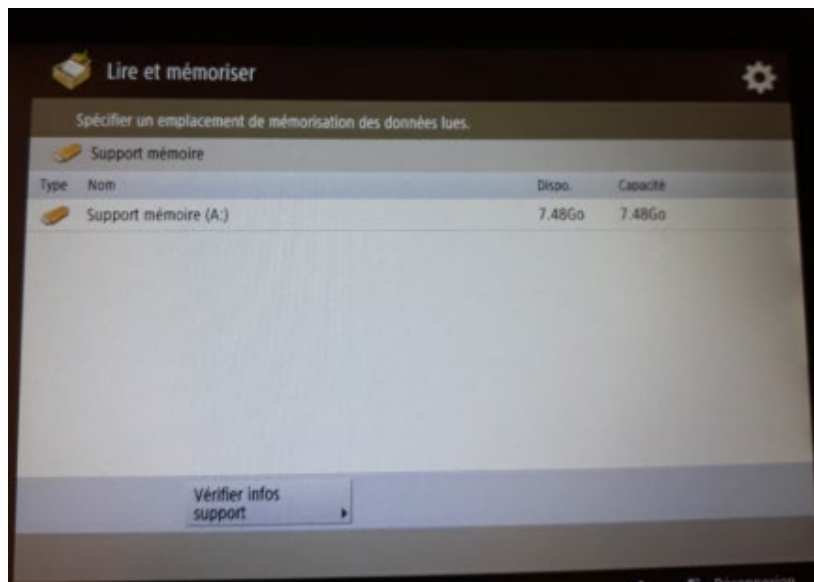 Lire et mémoriser
Spécifier un emplacement de mémorisation des données lues.
Support mémoire
Type Nom Dispo. Capacité
Support mémoire (A:) 7.48Go 7.48Go
Vérifier infos
support